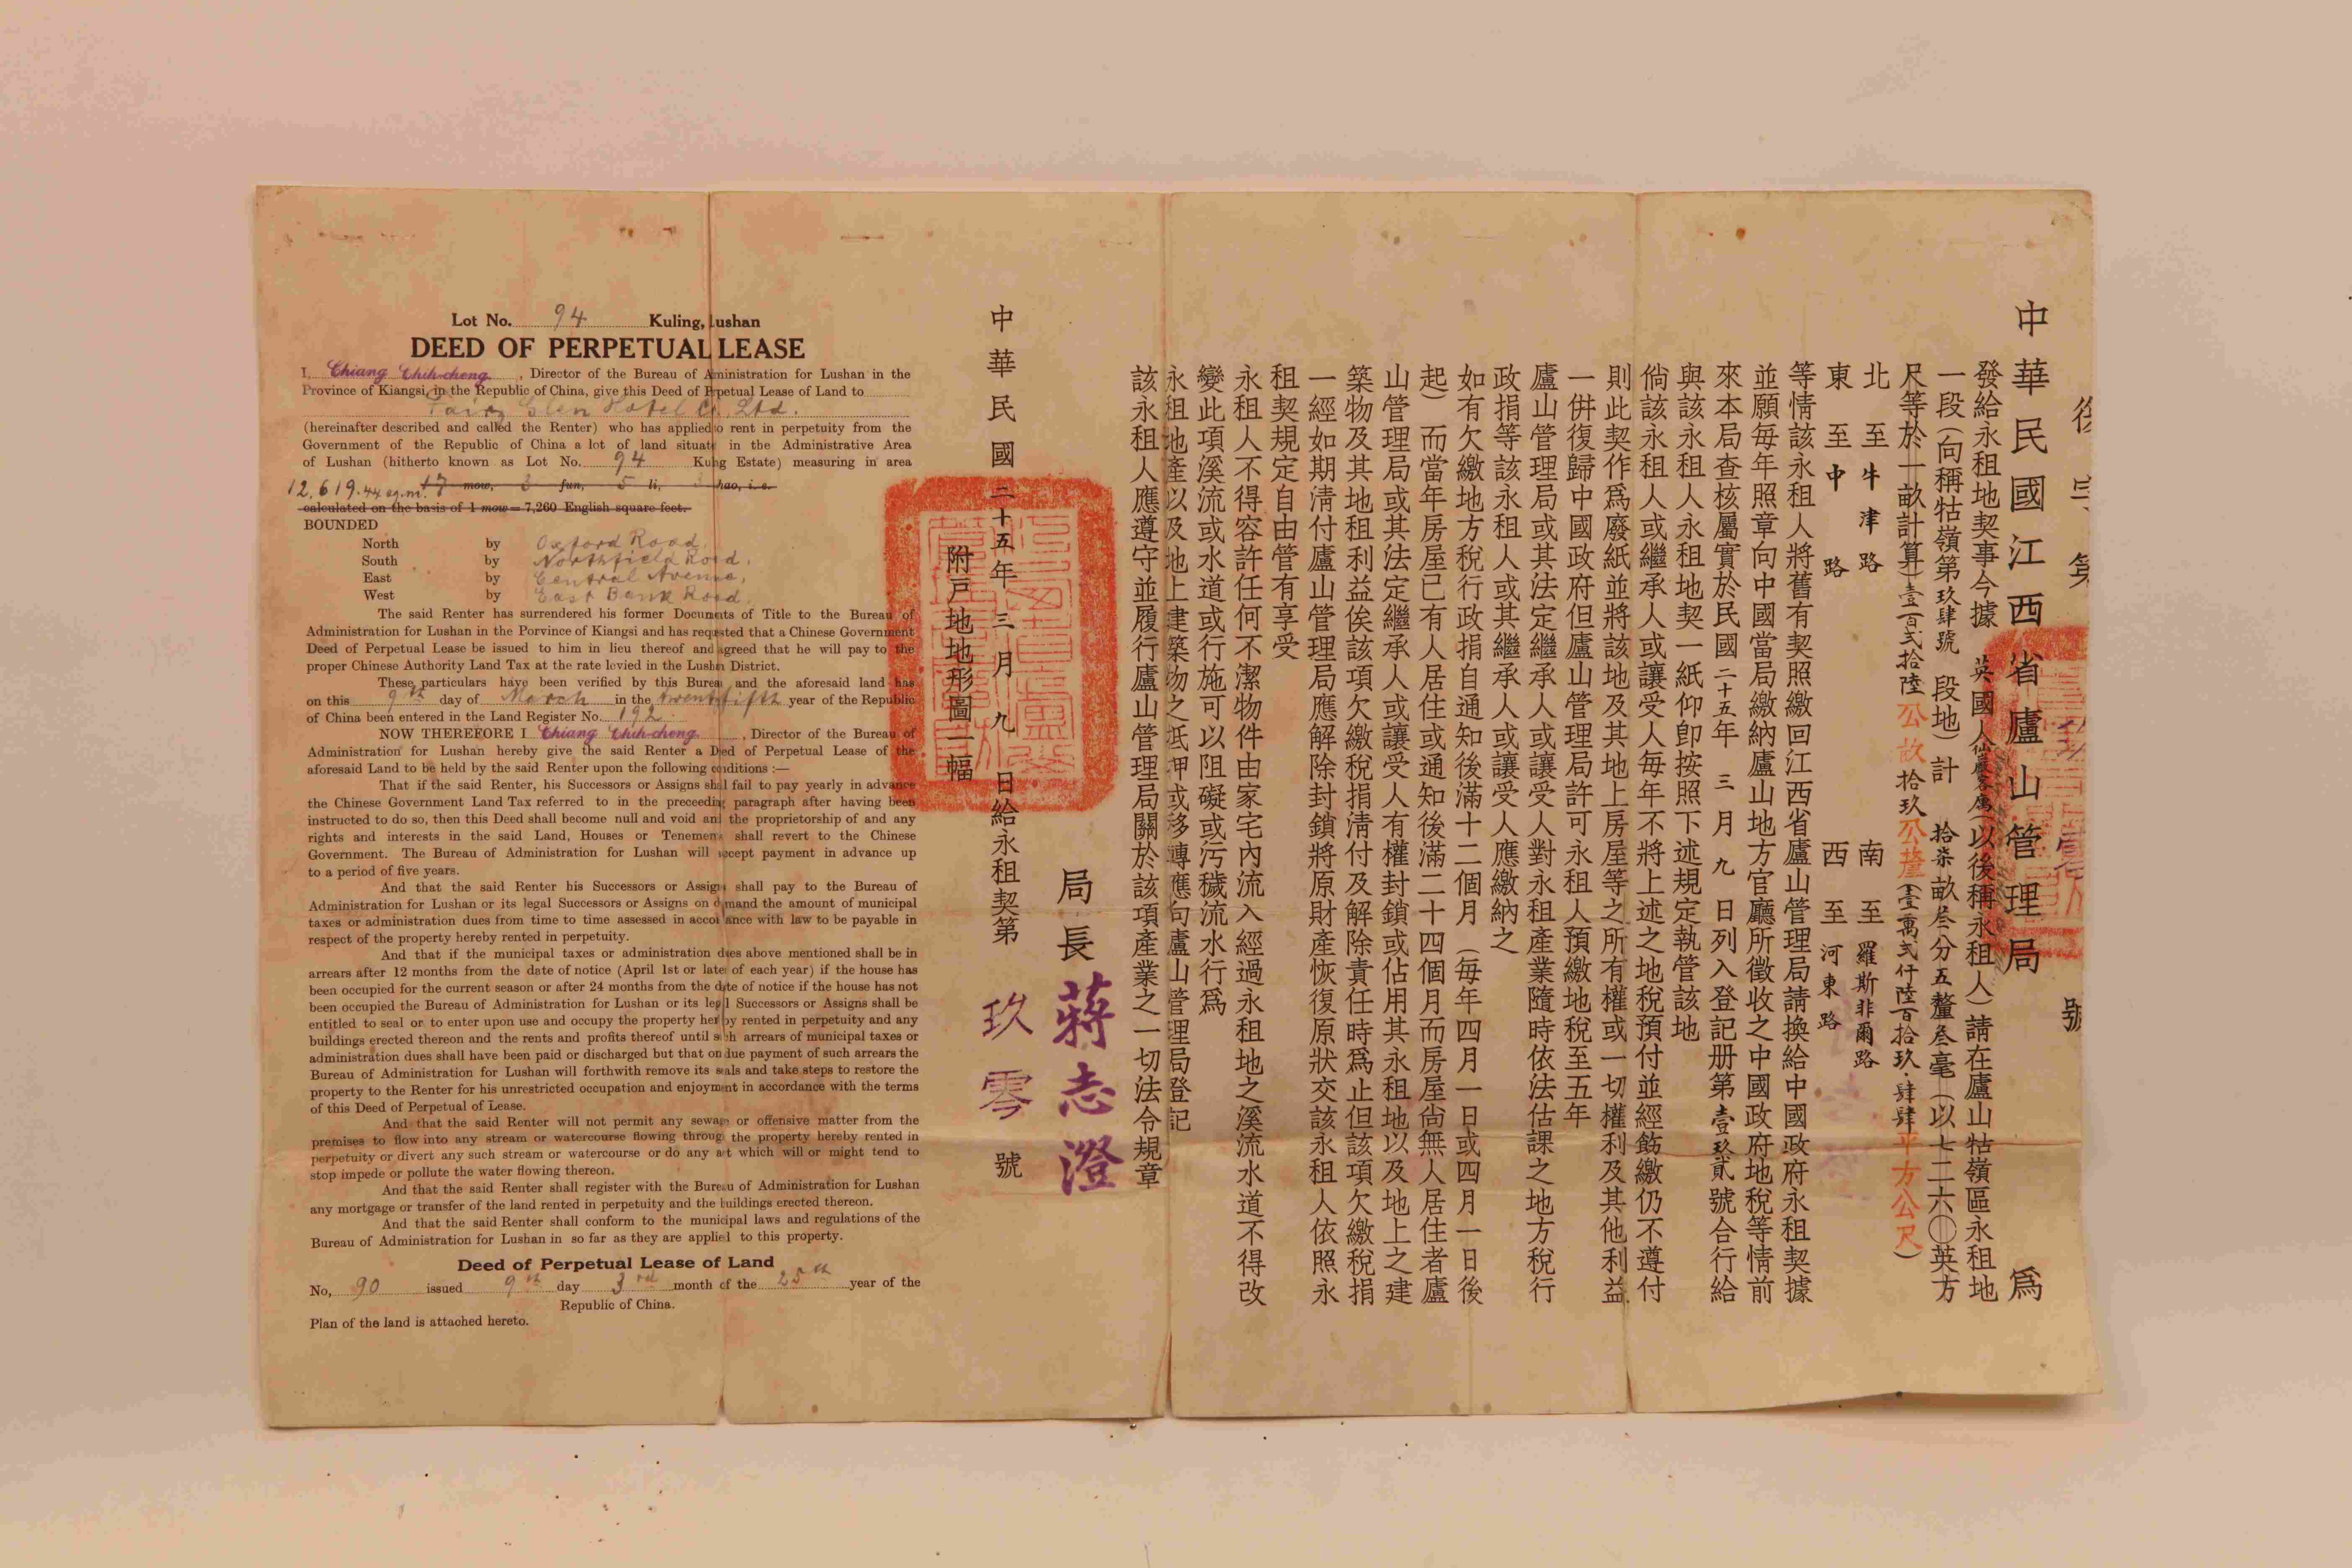 Lot No. 94 Kuling, Lushan
DEED OF PERPETUAL LEASE
I, Chiang Chih-cheng, Director of the Bureau of Aministration for Lushan in the
Province of Kiangsi, in the Republic of China, give this Deed of Prpetual Lease of Land to
Fairy Glen Hotel Co. Ltd.
(hereinafter described and called the Renter) who has applied to rent in perpetuity from the
Government of the Republic of China a lot of land situate in the Administrative Area
of Lushan (hitherto known as Lot No. 94 Kuling Estate) measuring in area
12,619.44 sq.m. 17 mow, 3 fun, 5 li, 3 hao, i.e.
calculated on the basis of 1 mow = 7,260 English square feet.
BOUNDED
North by Oxford Road,
South by Northfield Road,
East by Central Avenue,
West by East Bank Road.
The said Renter has surrendered his former Documents of Title to the Bureau of
Administration for Lushan in the Porvince of Kiangsi and has requested that a Chinese Government
Deed of Perpetual Lease be issued to him in lieu thereof and agreed that he will pay to the
proper Chinese Authority Land Tax at the rate levied in the Lushan District.
These particulars have been verified by this Bureau and the aforesaid land has
on this 9th day of March in the twenty fifth year of the Republic
of China been entered in the Land Register No. 192
NOW THEREFORE I Chiang Chih-cheng, Director of the Bureau of
Administration for Lushan hereby give the said Renter a Deed of Perpetual Lease of the
aforesaid Land to be held by the said Renter upon the following conditions :—
That if the said Renter, his Successors or Assigns shall fail to pay yearly in advance
the Chinese Government Land Tax referred to in the preceeding paragraph after having been
instructed to do so, then this Deed shall become null and void and the proprietorship of and any
rights and interests in the said Land, Houses or Tenements shall revert to the Chinese
Government. The Bureau of Administration for Lushan will accept payment in advance up
to a period of five years.
And that the said Renter his Successors or Assigns shall pay to the Bureau of
Administration for Lushan or its legal Successors or Assigns on demand the amount of municipal
taxes or administration dues from time to time assessed in accordance with law to be payable in
respect of the property hereby rented in perpetuity.
And that if the municipal taxes or administration dues above mentioned shall be in
arrears after 12 months from the date of notice (April 1st or later of each year) if the house has
been occupied for the current season or after 24 months from the date of notice if the house has not
been occupied the Bureau of Administration for Lushan or its legal Successors or Assigns shall be
entitled to seal or to enter upon use and occupy the property hereby rented in perpetuity and any
buildings erected thereon and the rents and profits thereof until such arrears of municipal taxes or
administration dues shall have been paid or discharged but that on due payment of such arrears the
Bureau of Administration for Lushan will forthwith remove its seals and take steps to restore the
property to the Renter for his unrestricted occupation and enjoyment in accordance with the terms
of this Deed of Perpetual of Lease.
And that the said Renter will not permit any sewage or offensive matter from the
premises to flow into any stream or watercourse flowing through the property hereby rented in
perpetuity or divert any such stream or watercourse or do any act which will or might tend to
stop impede or pollute the water flowing thereon.
And that the said Renter shall register with the Bureau of Administration for Lushan
any mortgage or transfer of the land rented in perpetuity and the buildings erected thereon.
And that the said Renter shall conform to the municipal laws and regulations of the
Bureau of Administration for Lushan in so far as they are applied to this property.
Deed of Perpetual Lease of Land
No, 90 issued 9th day 3rd month of the 25th year of the
Republic of China.
Plan of the land is attached hereto.
號
中華民國江西省廬山管理局 為
發給永租地契事今據 英國人 (以後稱永租人)請在廬山牯嶺區永租地
一段(向稱牯嶺第玖肆號 段地)計 拾柒畝叁分五釐叁毫(以七二六〇英方
尺等於一畝計算)壹百弍拾陸公畝拾玖公釐(壹萬弍仟陸百拾玖.肆肆平方公尺)
北至牛津路 南至羅斯非爾路
東至中路 西至河東路
等情該永租人將舊有契照繳回江西省廬山管理局請換給中國政府永租契據
並願每年照章向中國當局繳納廬山地方官廳所徵收之中國政府地稅等情前
來本局查核屬實於民國二十五年 三月 九日列入登記册第壹玖貳號合行給
與該永租人永租地契一紙仰卽按照下述規定執管該地
倘該永租人或繼承人或讓受人每年不將上述之地稅預付並經飭繳仍不遵付
則此契作爲廢紙並將該地及其地上房屋等之所有權或一切權利及其他利益
一併復歸中國政府但廬山管理局許可永租人預繳地稅至五年
廬山管理局或其法定繼承人或讓受人對永租產業隨時依法估課之地方稅行
政捐等該永租人或其繼承人或讓受人應繳納之
如有欠繳地方稅行政捐自通知後滿十二個月(每年四月一日或四月一日後
起)而當年房屋已有人居住或通知後滿二十四個月而房屋尙無人居住者廬
山管理局或其法定繼承人或讓受人有權封鎖或佔用其永租地以及地上之建
築物及其地租利益俟該項欠繳稅捐清付及解除責任時爲止但該項欠繳稅捐
一經如期清付廬山管理局應解除封鎖將原財產恢復原狀交該永租人依照永
租契規定自由管有享受
永租人不得容許任何不潔物件由家宅內流入經過永租地之溪流水道不得改
變此項溪流或水道或行施可以阻礙或污穢流水行爲
永租地產以及地上建築物之抵押或移轉應向廬山管理局登記
該永租人應遵守並履行廬山管理局關於該項產業之一切法令規章
局長蔣志澄
中華民國二十五年 三月 九 日給永租契第 玖零 號
附戶地地形圖一幅